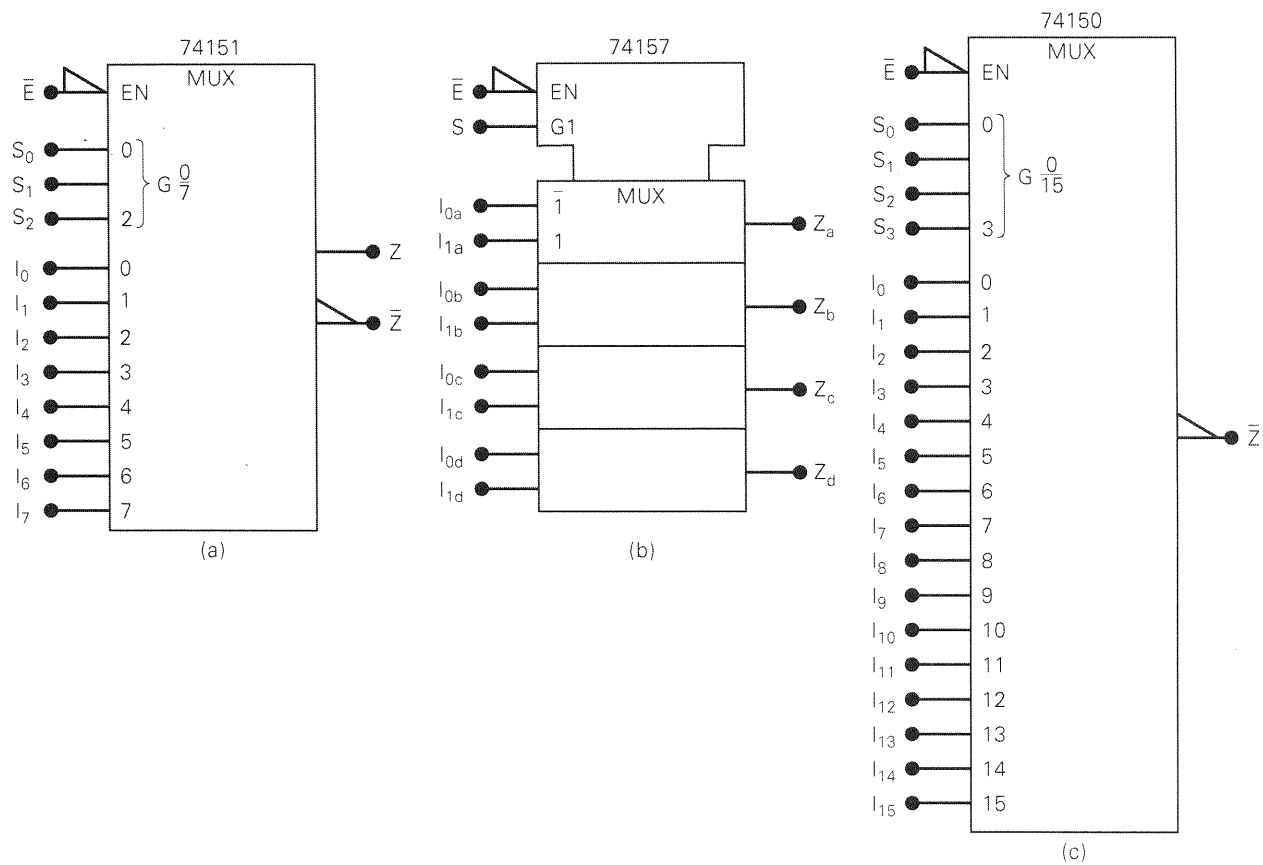 74151
MUX
E̅ EN
S₀ 0
S₁ G 0/7
S₂ 2
I₀ 0
I₁ 1
I₂ 2
I₃ 3
I₄ 4
I₅ 5
I₆ 6
I₇ 7
Z
Z̅
(a)
74157
E̅ EN
S G1
MUX
I₀ₐ 1̅
I₁ₐ 1
Zₐ
I0b
I1b
Zb
I0c
I1c
Zc
I0d
I1d
Zd
(b)
74150
MUX
E̅ EN
S₀ 0
S₁
S₂ G 0/15
S₃ 3
I₀ 0
I₁ 1
I₂ 2
I₃ 3
I₄ 4
I₅ 5
I₆ 6
I₇ 7
I₈ 8
I₉ 9
I₁₀ 10
I₁₁ 11
I₁₂ 12
I₁₃ 13
I₁₄ 14
I₁₅ 15
Z̅
(c)